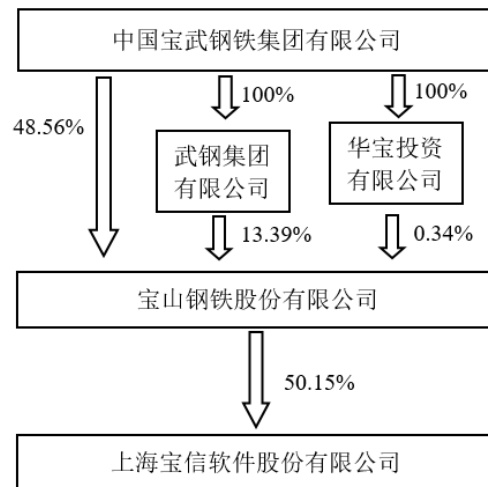 中国宝武钢铁集团有限公司
100%
100%
48.56%
武钢集团
有限公司
华宝投资
有限公司
13.39%
0.34%
宝山钢铁股份有限公司
50.15%
上海宝信软件股份有限公司